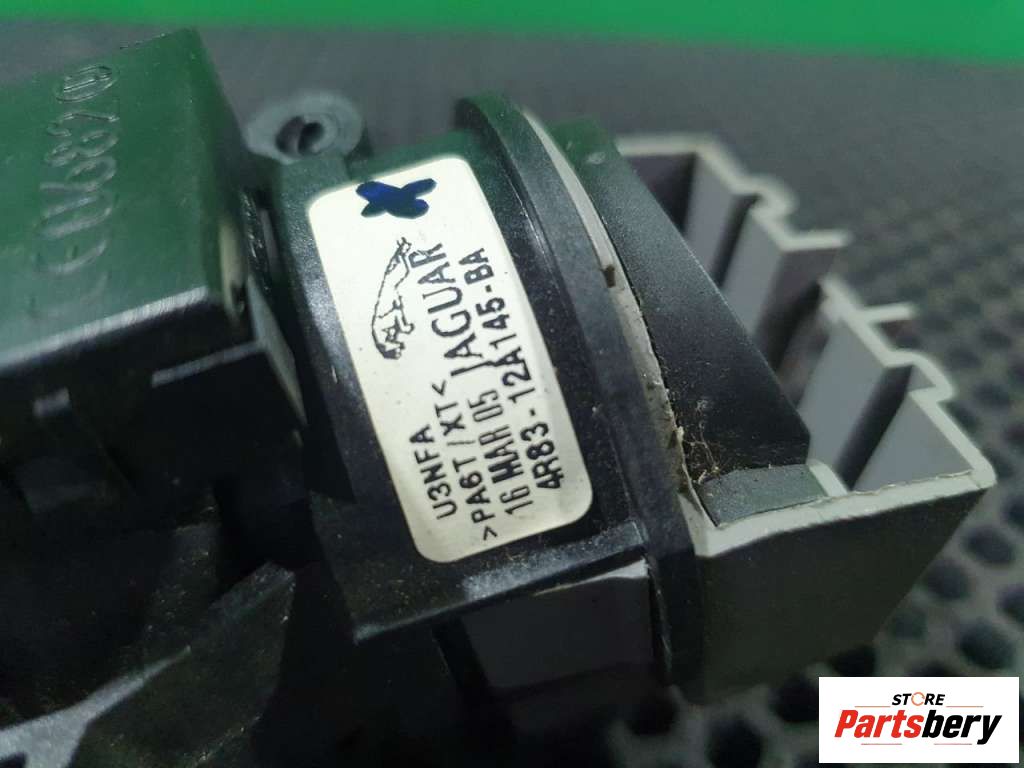 JAGUAR
U3NFA
>PA6T/XT<
16 MAR 05
4R83-12A145-BA
STORE
Partsbery